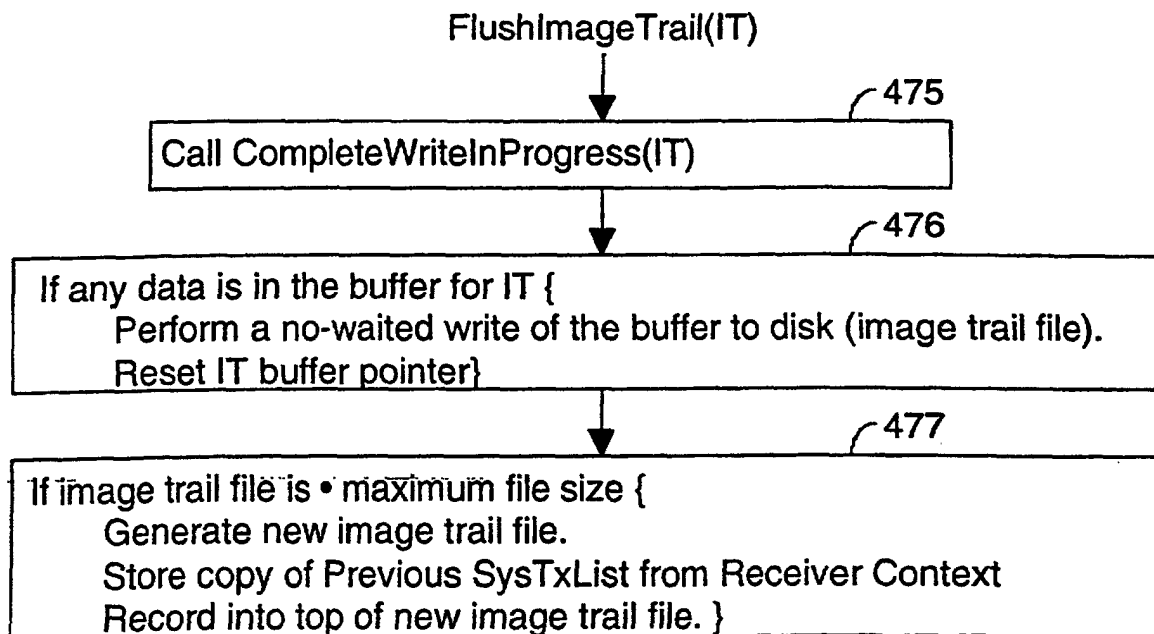 FlushImageTrail(IT)
475
Call CompleteWriteInProgress(IT)
476
If any data is in the buffer for IT {
Perform a no-waited write of the buffer to disk (image trail file).
Reset IT buffer pointer}
477
If image trail file is • maximum file size {
Generate new image trail file.
Store copy of Previous SysTxList from Receiver Context
Record into top of new image trail file. }